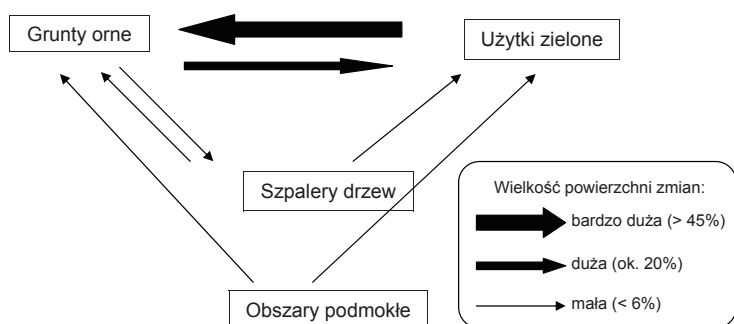 Grunty orne
Użytki zielone
Szpalery drzew
Obszary podmokłe
Wielkość powierzchni zmian:
bardzo duża (> 45%)
duża (ok. 20%)
mała (< 6%)